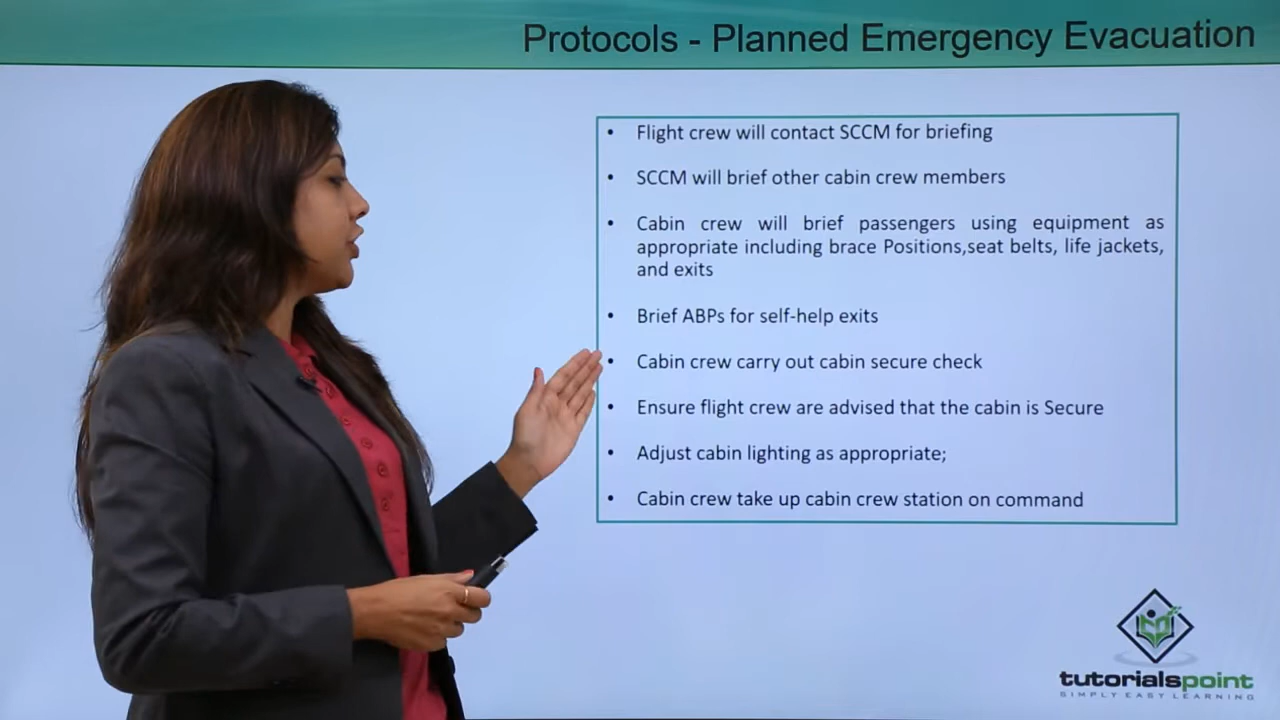 Protocols - Planned Emergency Evacuation
• Flight crew will contact SCCM for briefing
• SCCM will brief other cabin crew members
• Cabin crew will brief passengers using equipment as
appropriate including brace Positions,seat belts, life jackets,
and exits
• Brief ABPs for self-help exits
• Cabin crew carry out cabin secure check
• Ensure flight crew are advised that the cabin is Secure
• Adjust cabin lighting as appropriate;
• Cabin crew take up cabin crew station on command
tutorialspoint
SIMPLY EASY LEARNING